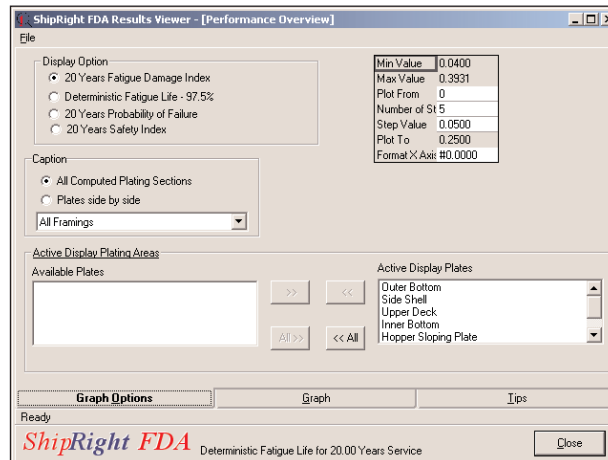 ShipRight FDA Results Viewer - [Performance Overview]
File
Display Option
20 Years Fatigue Damage Index
Deterministic Fatigue Life - 97.5%
20 Years Probability of Failure
20 Years Safety Index
Min Value 0.0400
Max Value 0.3931
Plot From 0
Number of St 5
Step Value 0.0500
Plot To 0.2500
Format X Axis #0.0000
Caption
All Computed Plating Sections
Plates side by side
All Framings
Active Display Plating Areas
Available Plates
Active Display Plates
>>
<<
All >>
<< All
Outer Bottom
Side Shell
Upper Deck
Inner Bottom
Hopper Sloping Plate
Graph Options
Graph
Tips
Ready
ShipRight FDA
Deterministic Fatigue Life for 20.00 Years Service
Close